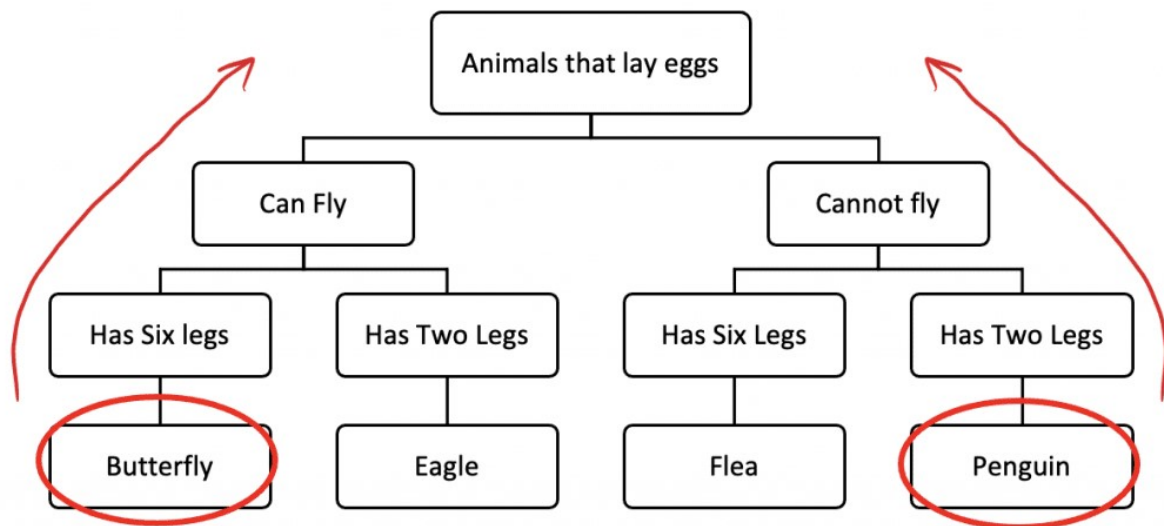 Animals that lay eggs
Can Fly
Cannot fly
Has Six legs
Has Two Legs
Has Six Legs
Has Two Legs
Butterfly
Eagle
Flea
Penguin